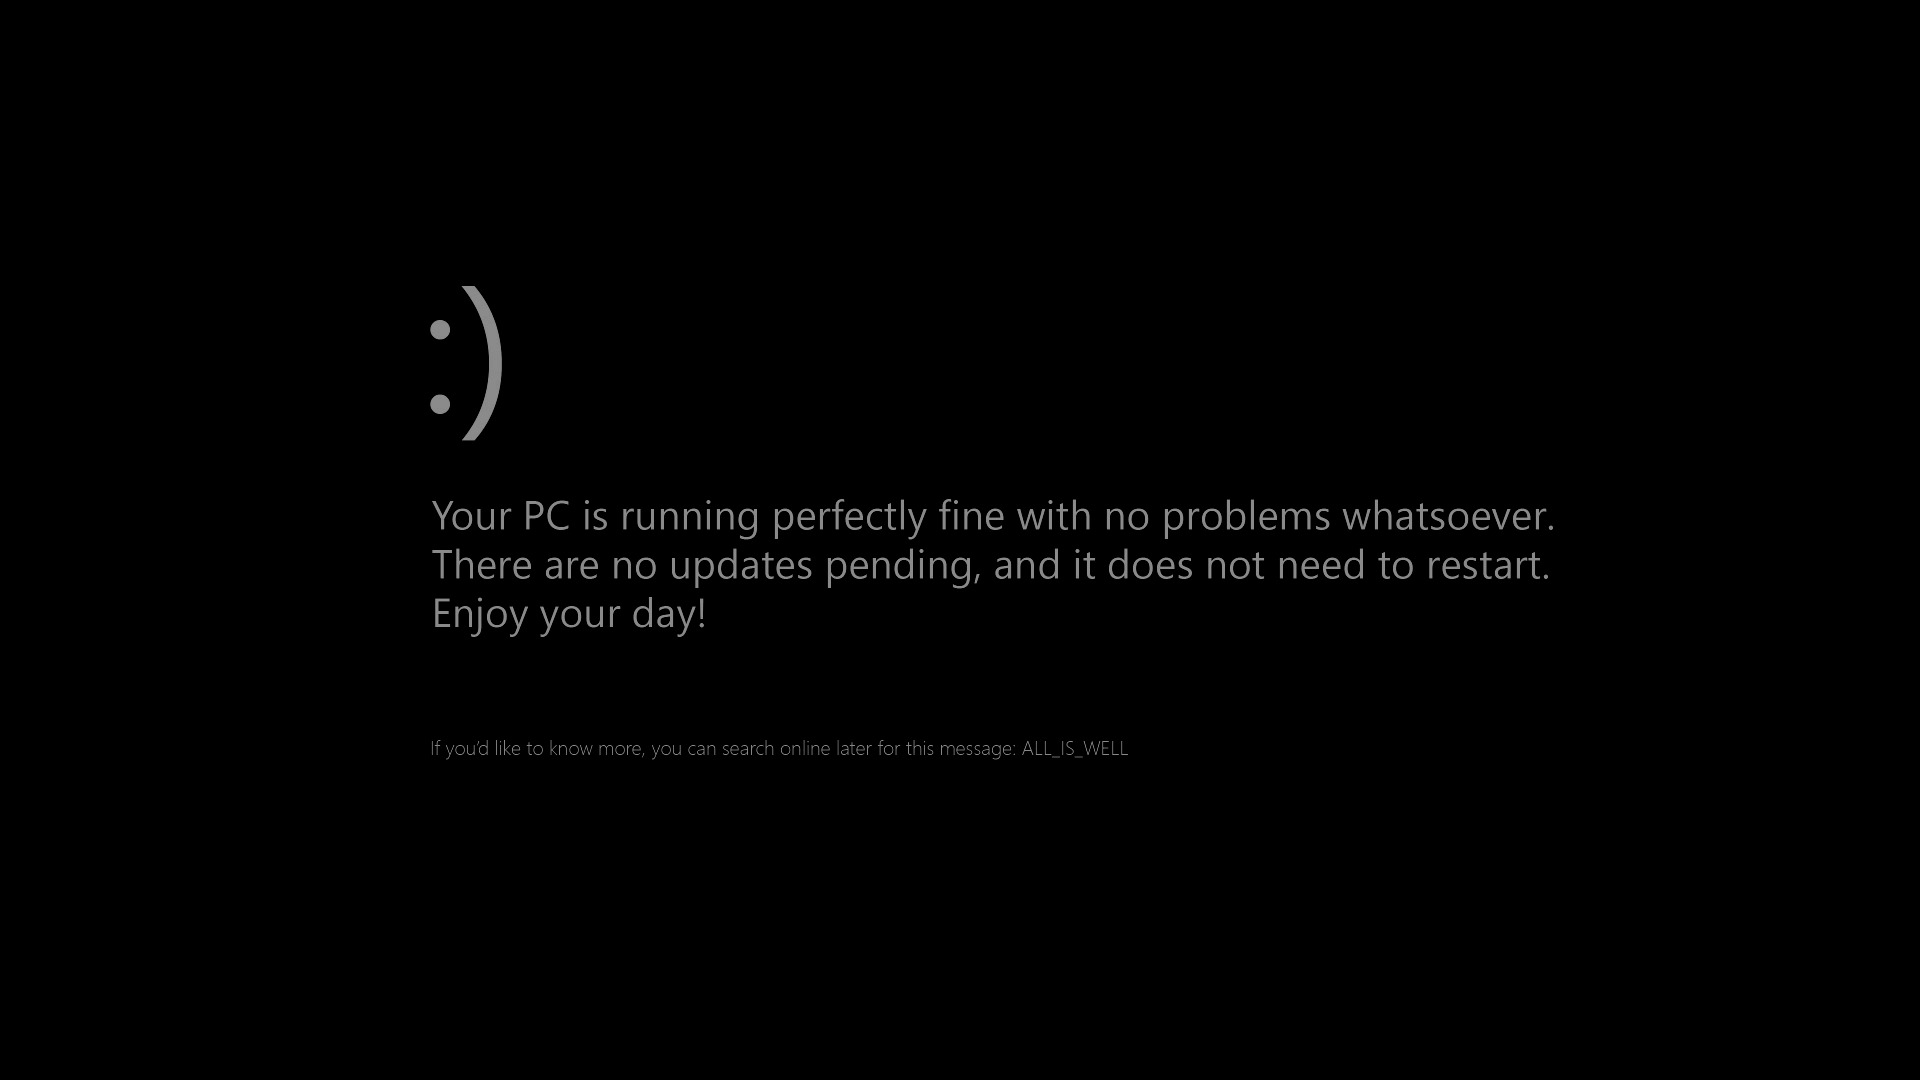 :)
Your PC is running perfectly fine with no problems whatsoever.
There are no updates pending, and it does not need to restart.
Enjoy your day!
If you’d like to know more, you can search online later for this message: ALL_IS_WELL